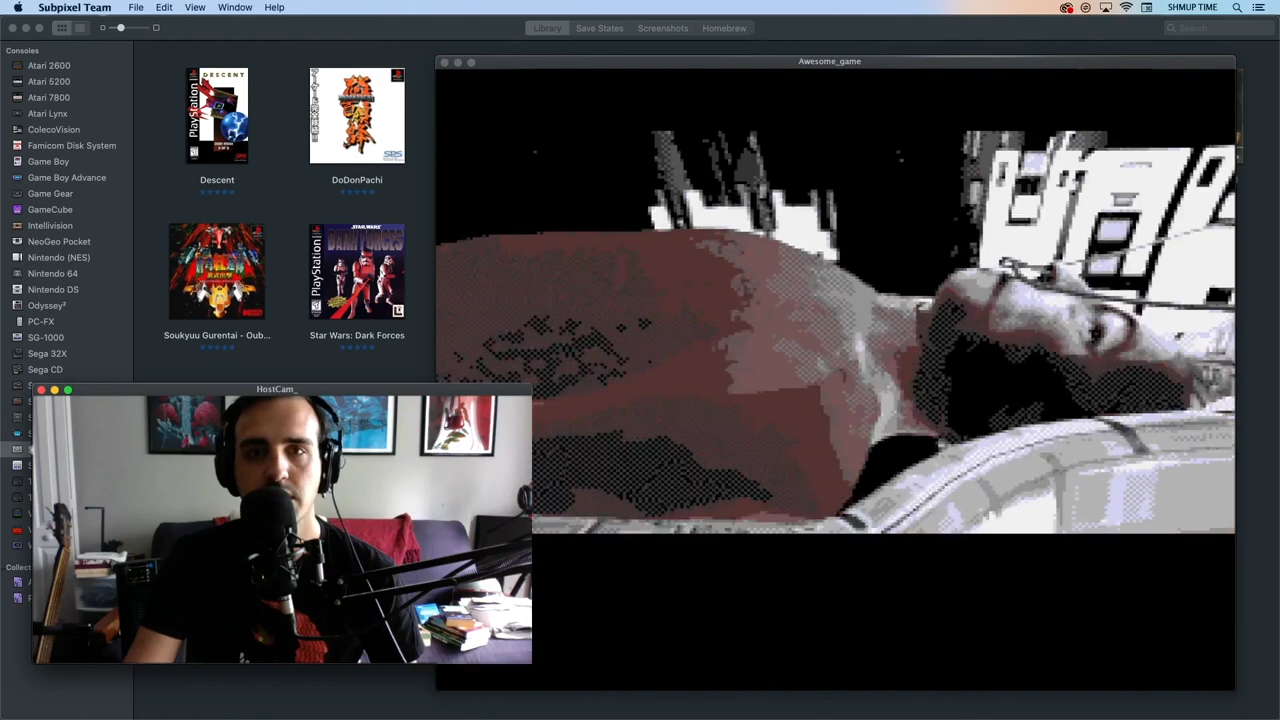 Subpixel Team File Edit View Window Help SHMUP TIME
Library Save States Screenshots Homebrew Search
Consoles
Atari 2600
Atari 5200
Atari 7800
Atari Lynx
ColecoVision
Famicom Disk System
Game Boy
Game Boy Advance
Game Gear
GameCube
Intellivision
NeoGeo Pocket
Nintendo (NES)
Nintendo 64
Nintendo DS
Odyssey²
PC-FX
SG-1000
Sega 32X
Sega CD
Collect
PlayStation
DESCENT
Descent
PlayStation
DoDonPachi
Soukyuu Gurentai - Oub...
PlayStation
STAR WARS
DARK FORCES
Star Wars: Dark Forces
Awesome_game
HostCam_